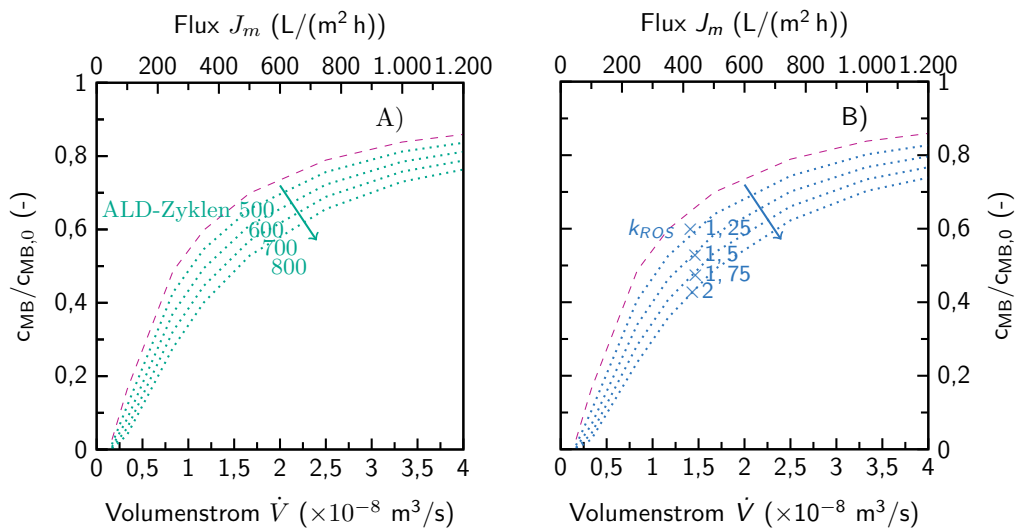 Flux J_m (L/(m² h))
0 200 400 600 800 1.000 1.200
A)
1
0,8
0,6
0,4
0,2
0
c_MB/c_MB,0 (-)
ALD-Zyklen 500
600
700
800
0 0,5 1 1,5 2 2,5 3 3,5 4
Volumenstrom V̇ (×10⁻⁸ m³/s)
Flux J_m (L/(m² h))
0 200 400 600 800 1.000 1.200
B)
k_ROS × 1, 25
× 1, 5
× 1, 75
× 2
1
0,8
0,6
0,4
0,2
0
c_MB/c_MB,0 (-)
0 0,5 1 1,5 2 2,5 3 3,5 4
Volumenstrom V̇ (×10⁻⁸ m³/s)